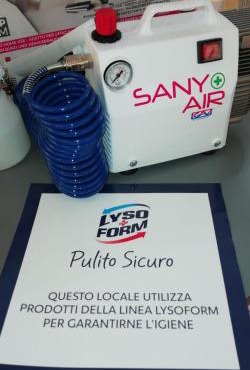 SANY+
AIR
LYSO
FORM
Pulito Sicuro
QUESTO LOCALE UTILIZZA
PRODOTTI DELLA LINEA LYSOFORM
PER GARANTIRNE L'IGIENE